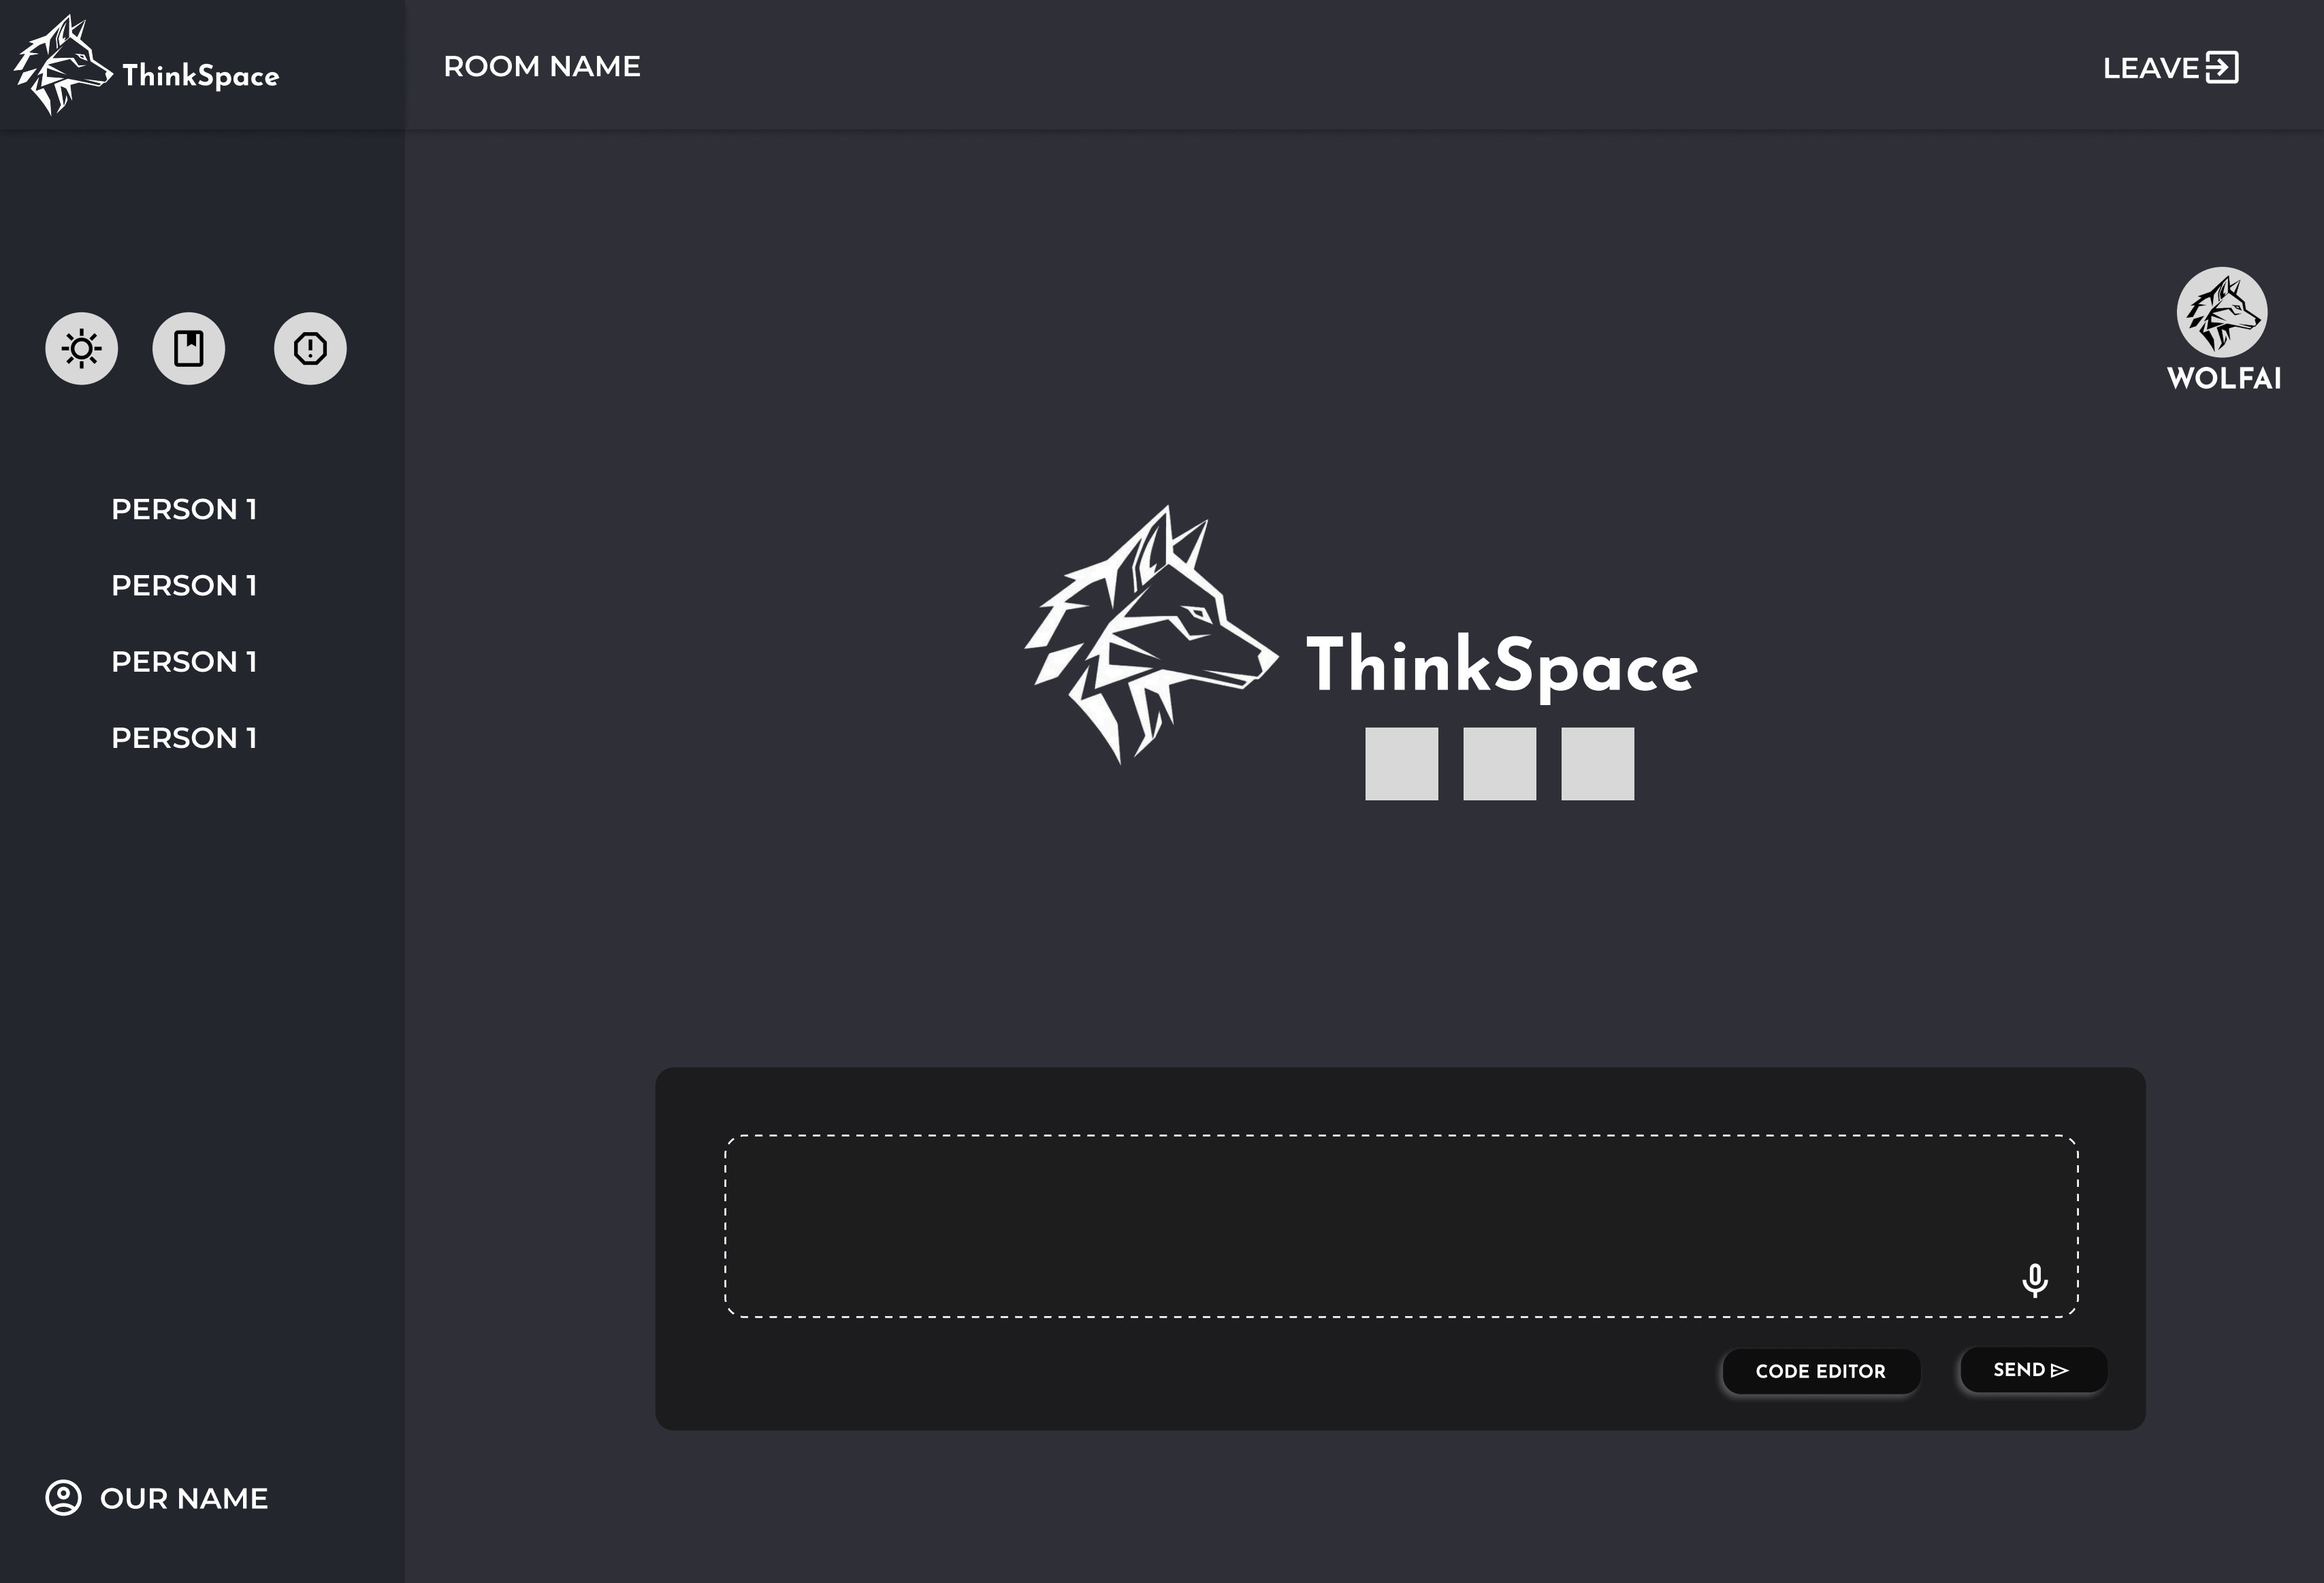 ThinkSpace
ROOM NAME
LEAVE
WOLFAI
PERSON 1
PERSON 1
PERSON 1
PERSON 1
ThinkSpace
CODE EDITOR
SEND
OUR NAME